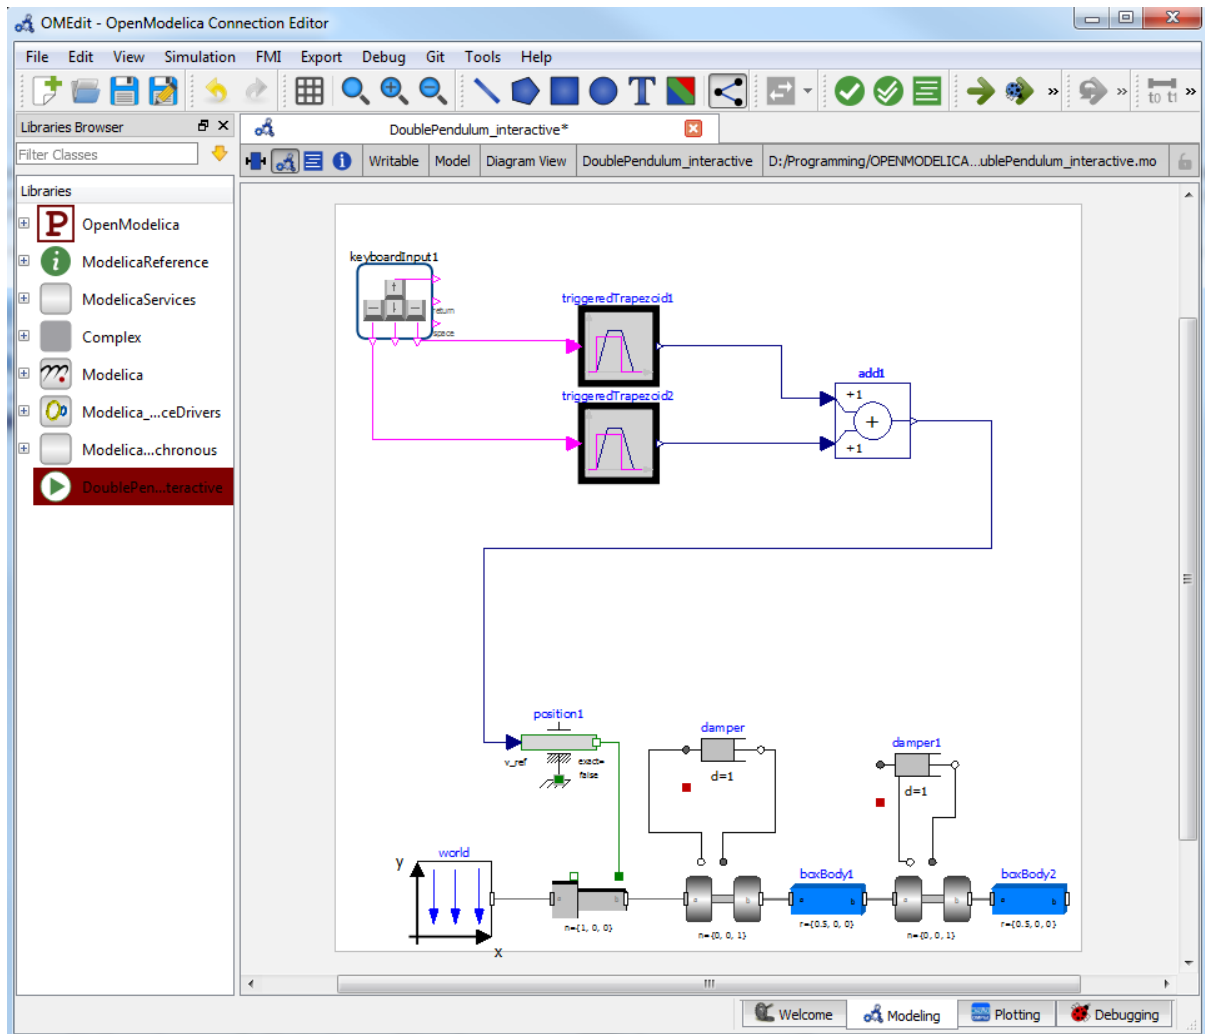 OMEdit - OpenModelica Connection Editor
File Edit View Simulation FMI Export Debug Git Tools Help
T
to t1
Libraries Browser
DoublePendulum_interactive*
Filter Classes
Writable Model Diagram View DoublePendulum_interactive D:/Programming/OPENMODELICA...ublePendulum_interactive.mo
Libraries
P OpenModelica
i ModelicaReference
ModelicaServices
Complex
Modelica
Modelica_...ceDrivers
Modelica...chronous
DoublePen...teractive
keyboardInput1
return
space
triggeredTrapezoid1
triggeredTrapezoid2
add1
+1
+
+1
position1
v_ref
exact=
false
damper
d=1
damper1
d=1
world
y
x
a b
n={1, 0, 0}
a b
n={0, 0, 1}
boxBody1
a b
r={0.5, 0, 0}
a b
n={0, 0, 1}
boxBody2
a b
r={0.5, 0, 0}
Welcome Modeling Plotting Debugging